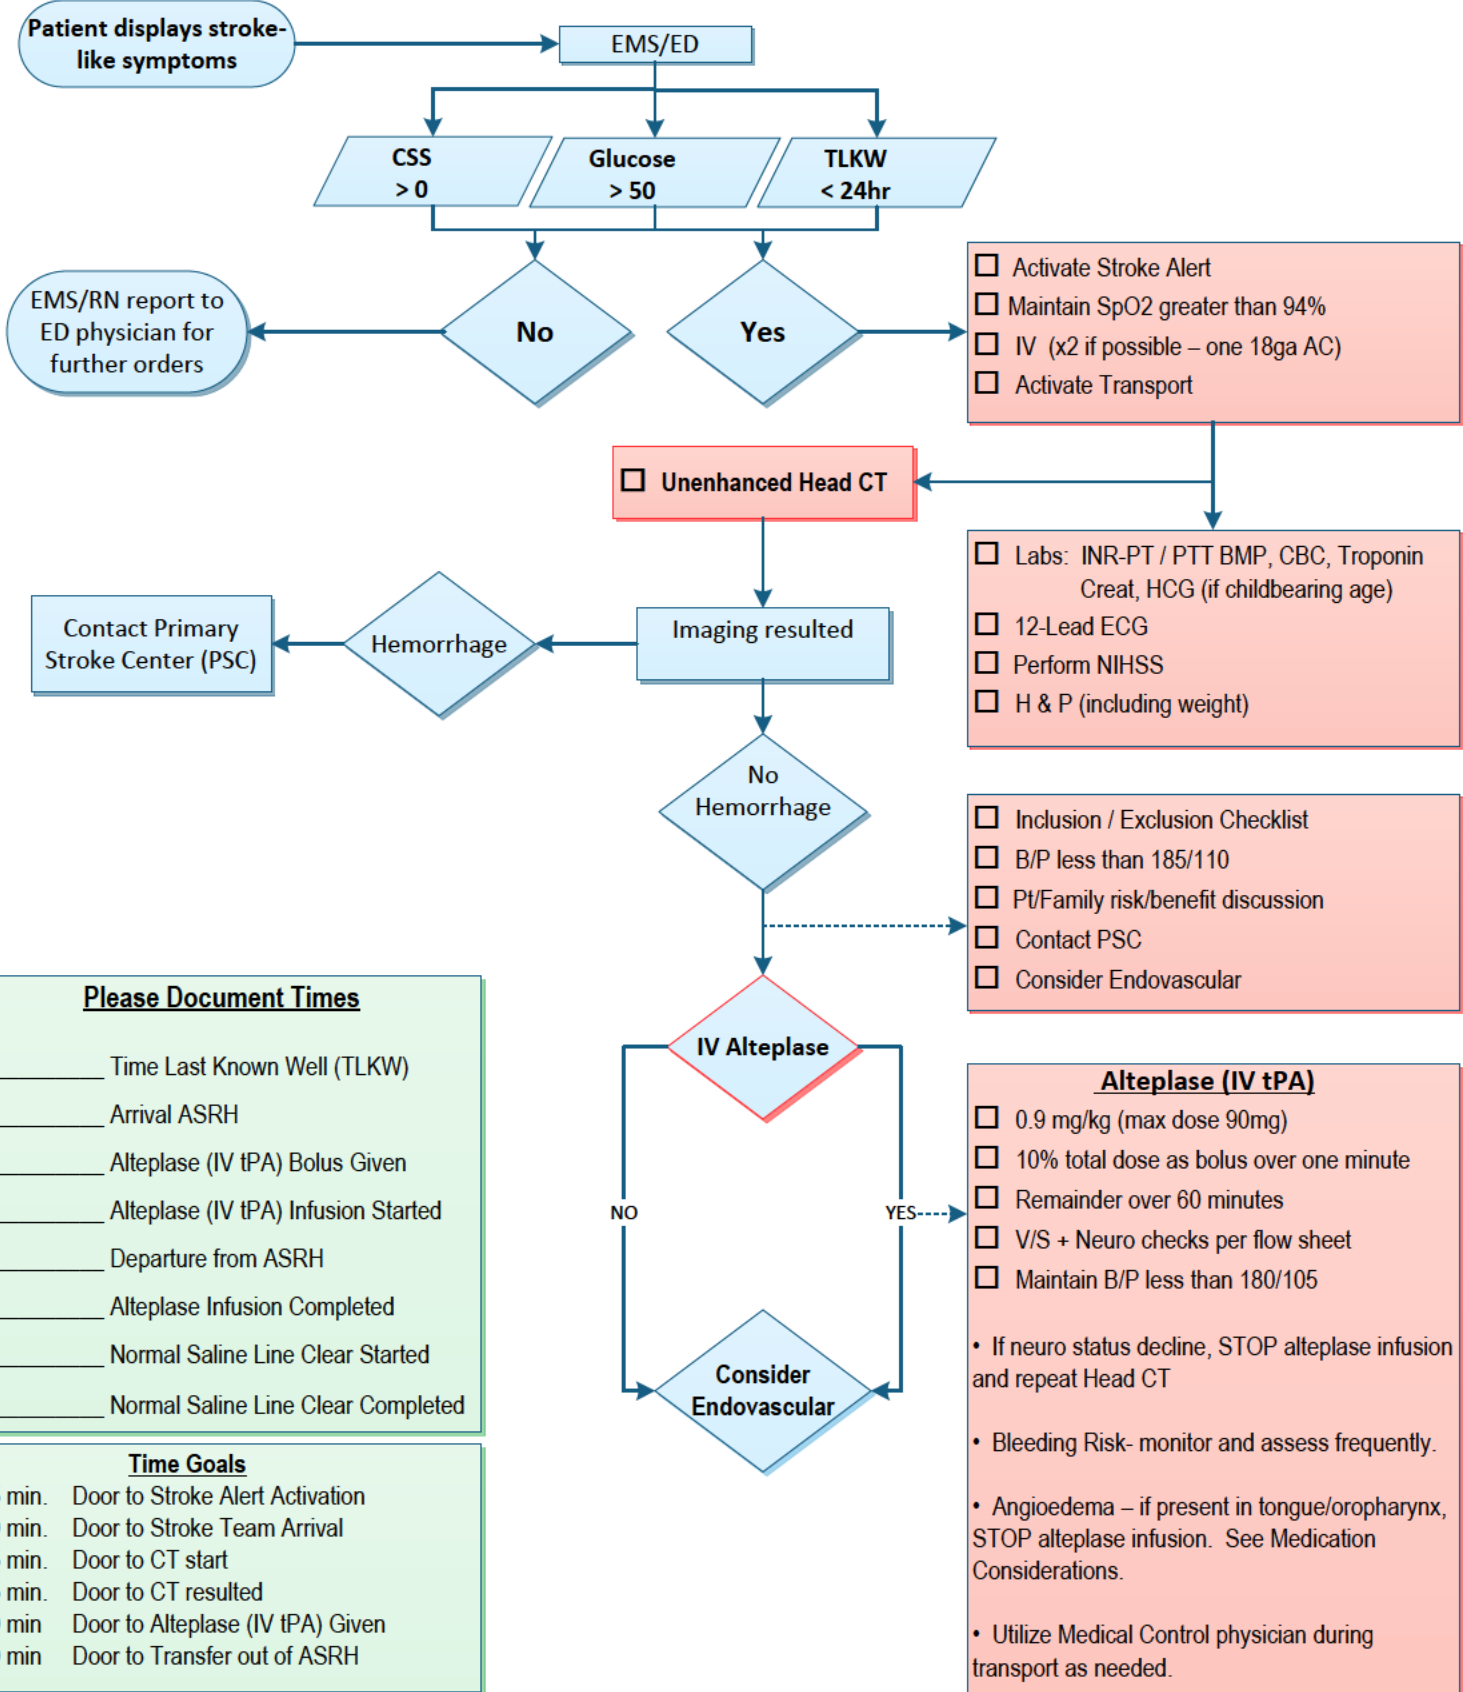 Patient displays stroke-
like symptoms
EMS/ED
CSS
> 0
Glucose
> 50
TLKW
< 24hr
No
Yes
EMS/RN report to
ED physician for
further orders
☐ Activate Stroke Alert
☐ Maintain SpO2 greater than 94%
☐ IV (x2 if possible – one 18ga AC)
☐ Activate Transport
☐ Unenhanced Head CT
☐ Labs: INR-PT / PTT BMP, CBC, Troponin
Creat, HCG (if childbearing age)
☐ 12-Lead ECG
☐ Perform NIHSS
☐ H & P (including weight)
Imaging resulted
Hemorrhage
Contact Primary
Stroke Center (PSC)
No
Hemorrhage
☐ Inclusion / Exclusion Checklist
☐ B/P less than 185/110
☐ Pt/Family risk/benefit discussion
☐ Contact PSC
☐ Consider Endovascular
IV Alteplase
NO
YES
Consider
Endovascular
Alteplase (IV tPA)
☐ 0.9 mg/kg (max dose 90mg)
☐ 10% total dose as bolus over one minute
☐ Remainder over 60 minutes
☐ V/S + Neuro checks per flow sheet
☐ Maintain B/P less than 180/105
• If neuro status decline, STOP alteplase infusion
and repeat Head CT
• Bleeding Risk- monitor and assess frequently.
• Angioedema – if present in tongue/oropharynx,
STOP alteplase infusion. See Medication
Considerations.
• Utilize Medical Control physician during
transport as needed.
Please Document Times
________ Time Last Known Well (TLKW)
________ Arrival ASRH
________ Alteplase (IV tPA) Bolus Given
________ Alteplase (IV tPA) Infusion Started
________ Departure from ASRH
________ Alteplase Infusion Completed
________ Normal Saline Line Clear Started
________ Normal Saline Line Clear Completed
Time Goals
min. Door to Stroke Alert Activation
min. Door to Stroke Team Arrival
min. Door to CT start
min. Door to CT resulted
min Door to Alteplase (IV tPA) Given
min Door to Transfer out of ASRH